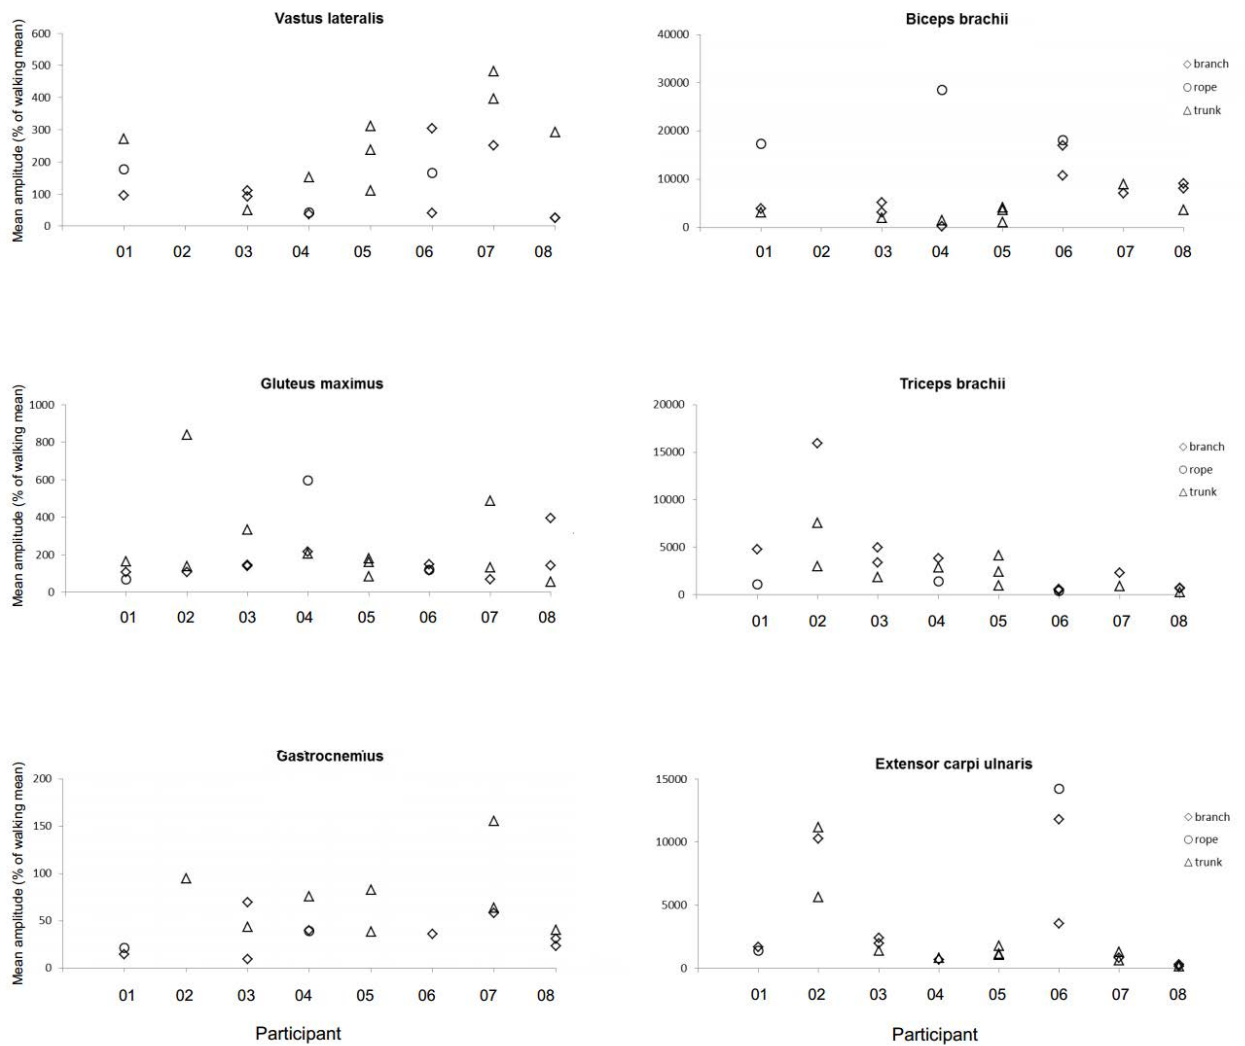 Vastus lateralis
Mean amplitude (% of walking mean)
600
500
400
300
200
100
0
01 02 03 04 05 06 07 08
Biceps brachii
40000
30000
20000
10000
0
branch
rope
trunk
01 02 03 04 05 06 07 08
Gluteus maximus
Mean amplitude (% of walking mean)
1000
800
600
400
200
0
01 02 03 04 05 06 07 08
Triceps brachii
20000
15000
10000
5000
0
branch
rope
trunk
01 02 03 04 05 06 07 08
Gastrocnemius
Mean amplitude (% of walking mean)
200
150
100
50
0
01 02 03 04 05 06 07 08
Participant
Extensor carpi ulnaris
15000
10000
5000
0
branch
rope
trunk
01 02 03 04 05 06 07 08
Participant